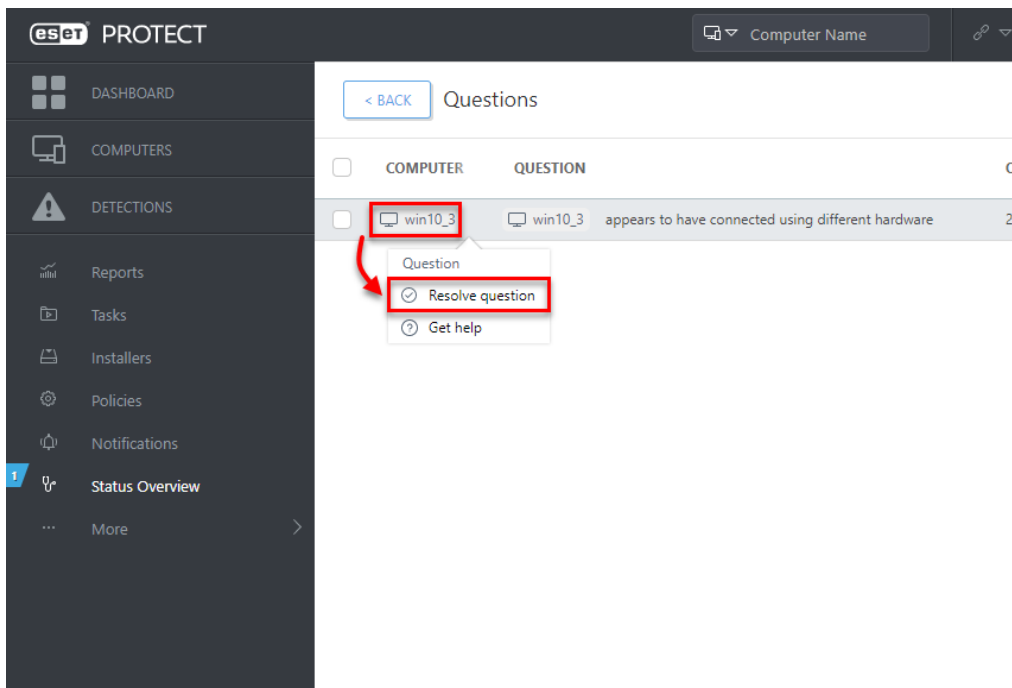 eset PROTECT
Computer Name
DASHBOARD
COMPUTERS
DETECTIONS
Reports
Tasks
Installers
Policies
Notifications
1
Status Overview
More
< BACK
Questions
COMPUTER QUESTION
win10_3 win10_3 appears to have connected using different hardware 2
Question
Resolve question
Get help